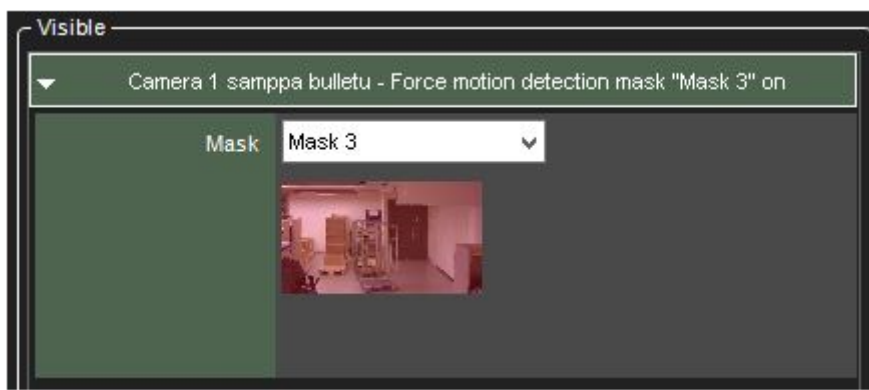 Visible
Camera 1 samppa bulletu - Force motion detection mask "Mask 3" on
Mask
Mask 3